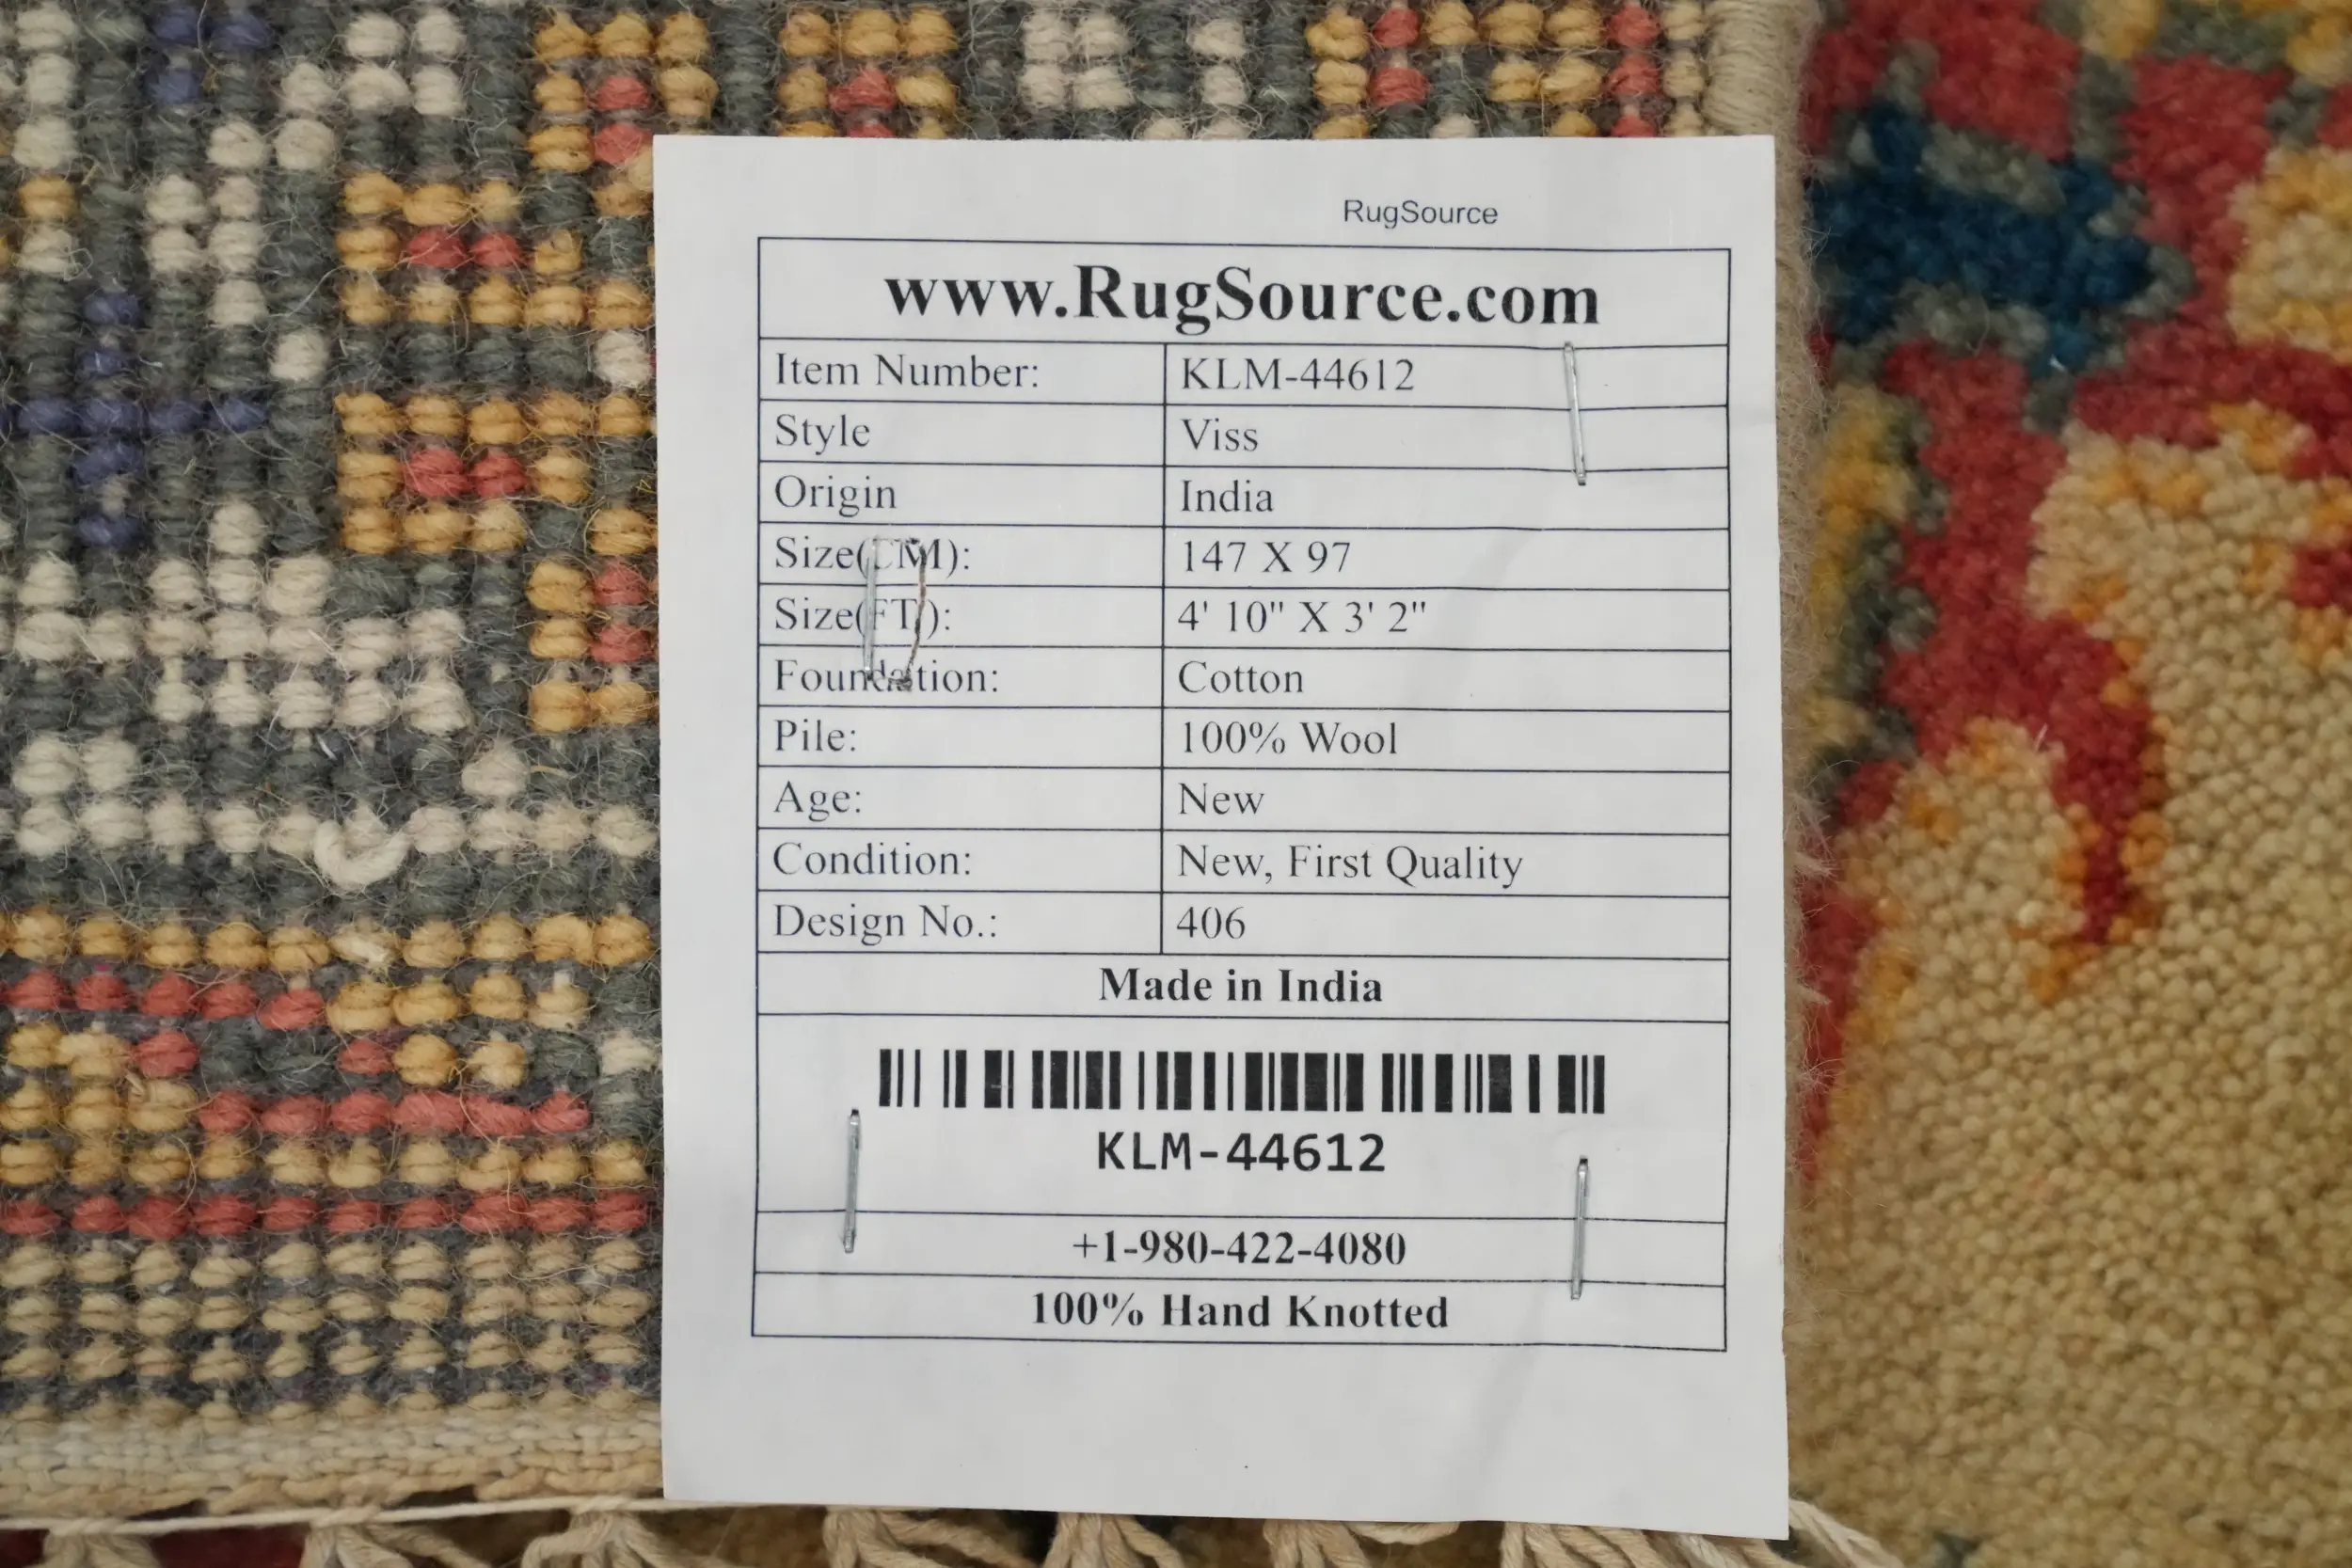 RugSource
www.RugSource.com
Item Number: KLM-44612
Style Viss
Origin India
Size(CM): 147 X 97
Size(FT): 4' 10" X 3' 2"
Foundation: Cotton
Pile: 100% Wool
Age: New
Condition: New, First Quality
Design No.: 406
Made in India
KLM-44612
+1-980-422-4080
100% Hand Knotted